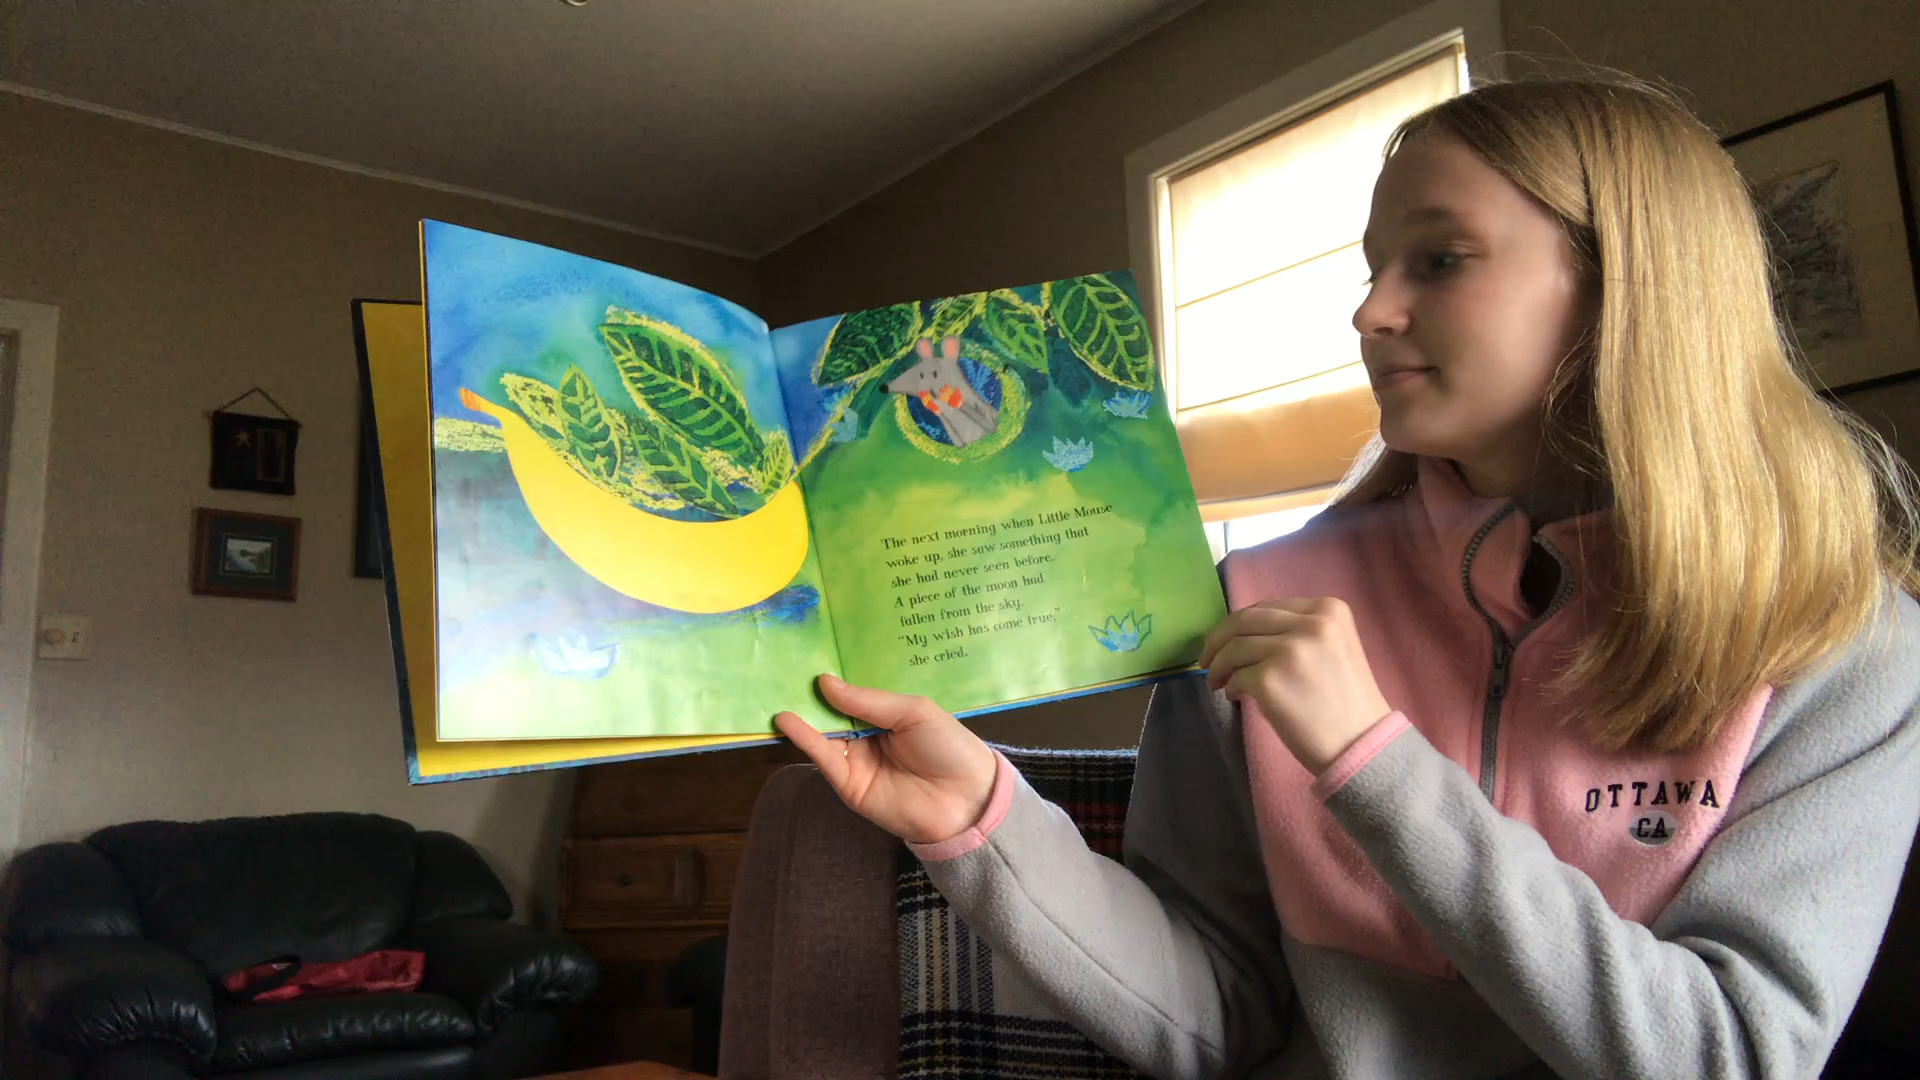 The next morning when Little Mouse
woke up, she saw something that
she had never seen before.
A piece of the moon had
fallen from the sky.
“My wish has come true,”
she cried.
OTTAWA
CA